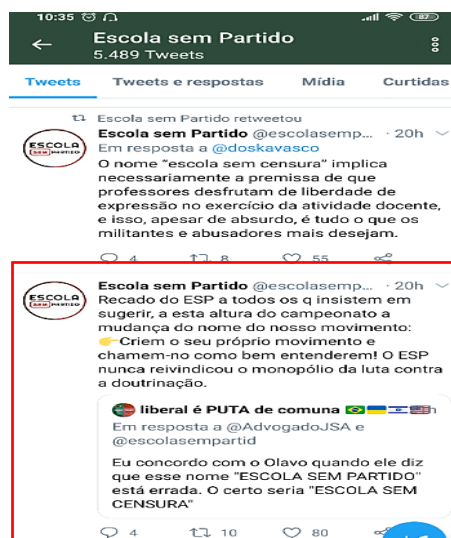 10:35
87
Escola sem Partido
5.489 Tweets
Tweets
Tweets e respostas
Mídia
Curtidas
Escola sem Partido retweetou
ESCOLA
SEM PARTIDO
Escola sem Partido @escolasemp... · 20h
Em resposta a @doskavasco
O nome "escola sem censura" implica
necessariamente a premissa de que
professores desfrutam de liberdade de
expressão no exercício da atividade docente,
e isso, apesar de absurdo, é tudo o que os
militantes e abusadores mais desejam.
4 8 55
ESCOLA
SEM PARTIDO
Escola sem Partido @escolasemp... · 20h
Recado do ESP a todos os q insistem em
sugerir, a esta altura do campeonato a
mudança do nome do nosso movimento:
👉Criem o seu próprio movimento e
chamem-no como bem entenderem! O ESP
nunca reivindicou o monopólio da luta contra
a doutrinação.
liberal é PUTA de comuna 🇧🇷🇺🇦🇮🇱🇺🇸h
Em resposta a @AdvogadoJSA e
@escolasempartid
Eu concordo com o Olavo quando ele diz
que esse nome "ESCOLA SEM PARTIDO"
está errada. O certo seria "ESCOLA SEM
CENSURA"
4 10 80